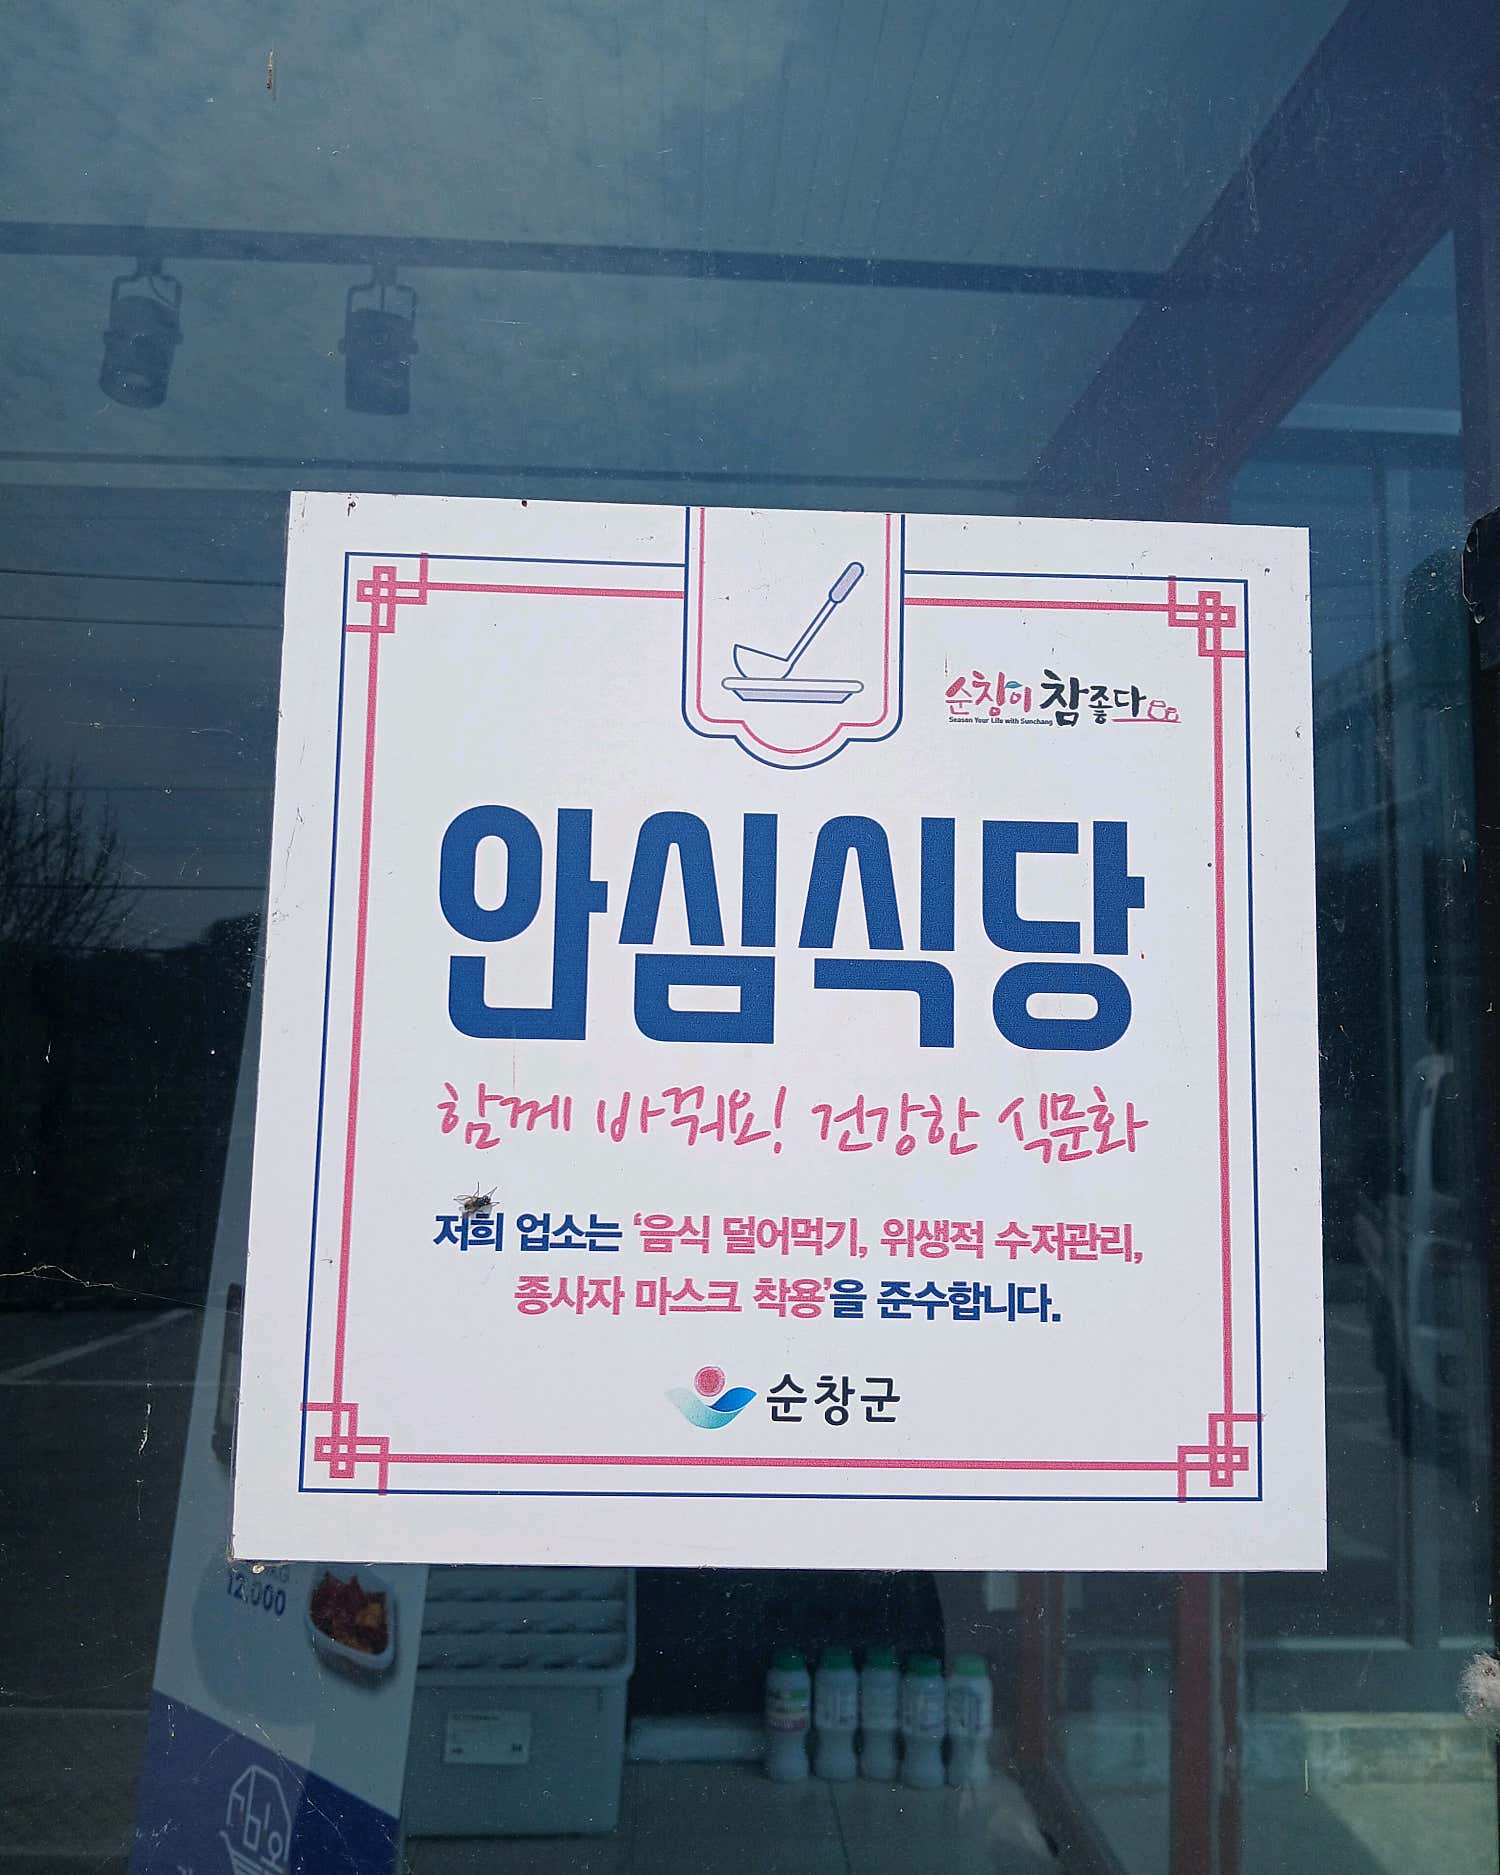 순창이 참좋다
Season Your Life with Sunchang
안심식당
함께 바꿔요! 건강한 식문화
저희 업소는 '음식 덜어먹기, 위생적 수저관리,
종사자 마스크 착용'을 준수합니다.
순창군
12,000